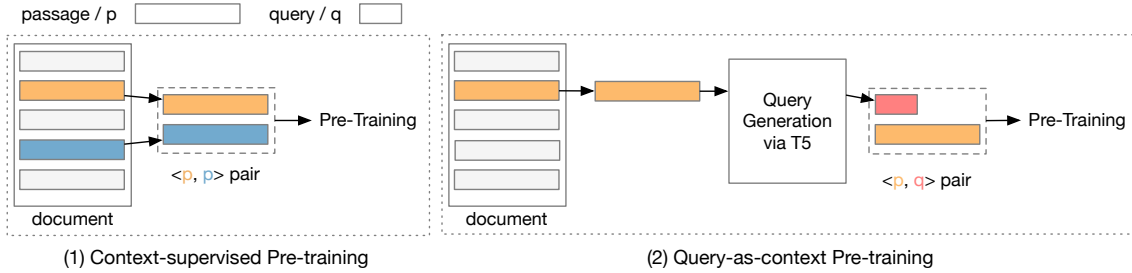 passage / p
query / q
Pre-Training
<p, p> pair
document
(1) Context-supervised Pre-training
Query
Generation
via T5
Pre-Training
<p, q> pair
document
(2) Query-as-context Pre-training